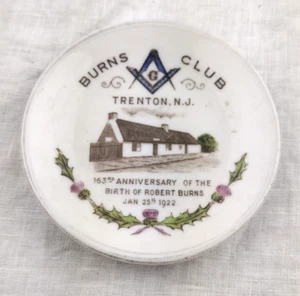 BURNS CLUB
G
TRENTON, N.J.
163RD ANNIVERSARY OF THE
BIRTH OF ROBERT BURNS
JAN 25TH 1922